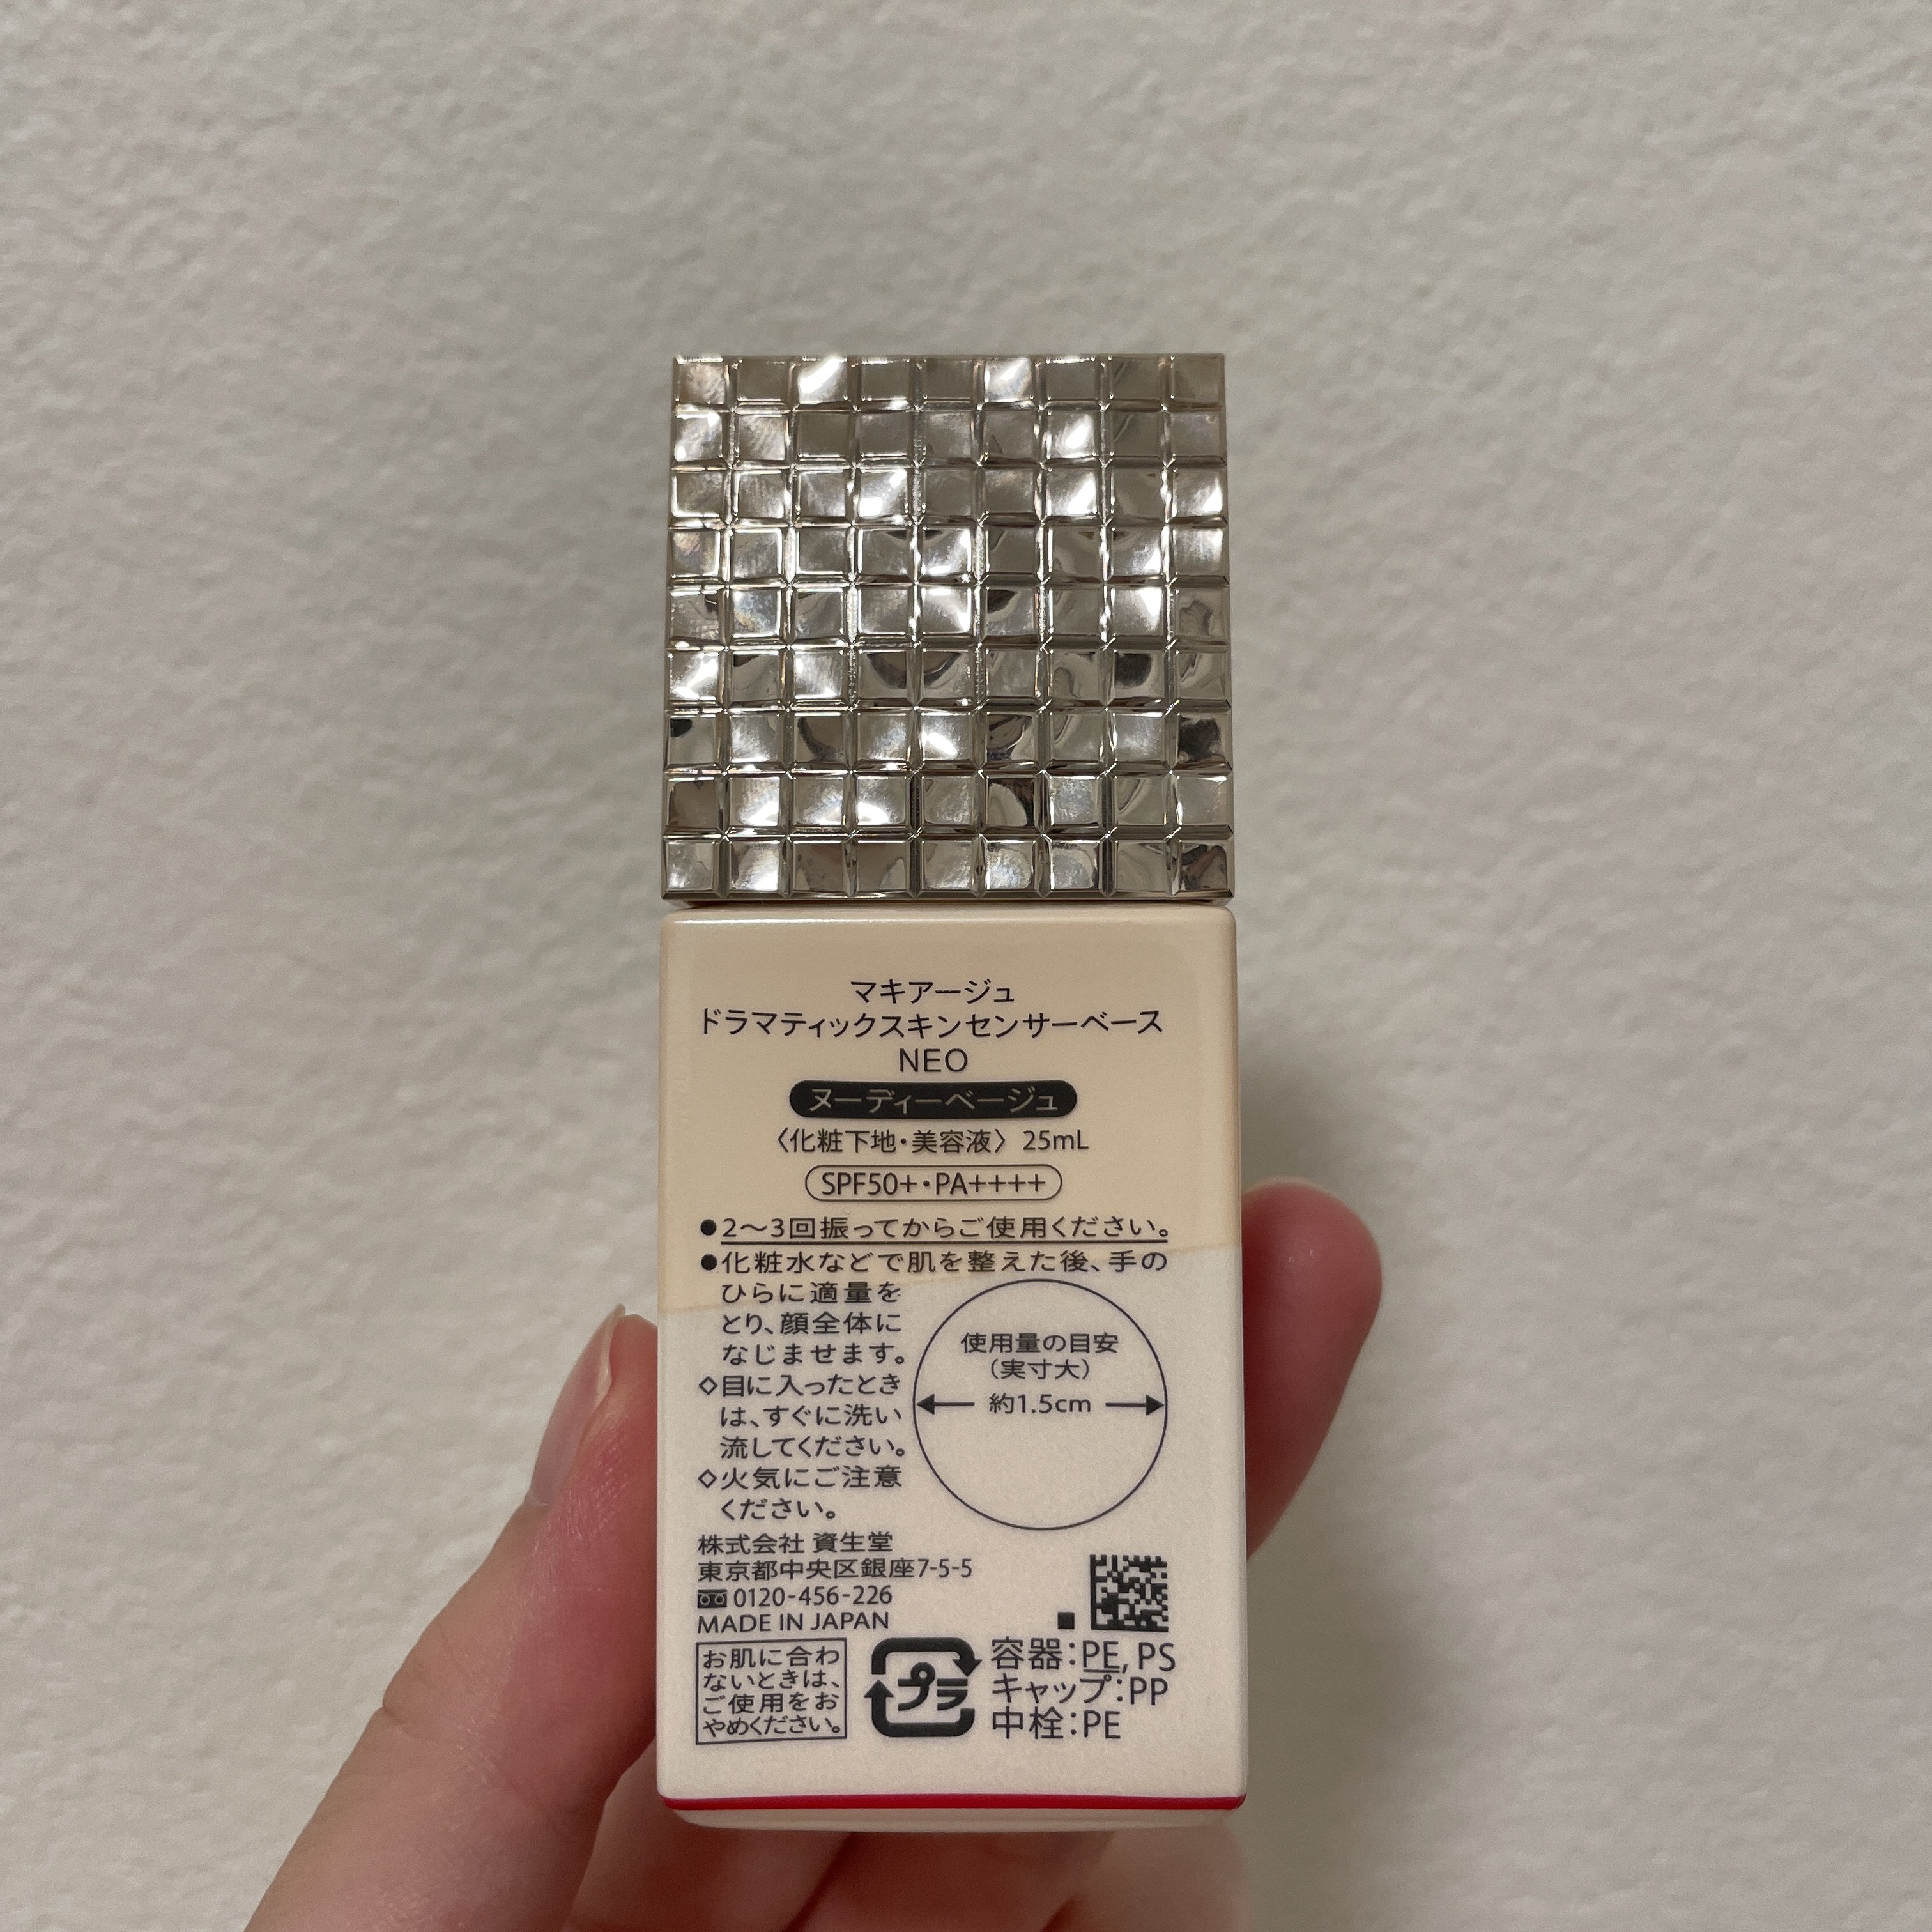 マキアージュ
ドラマティックスキンセンサーベース
NEO
ヌーディーベージュ
〈化粧下地・美容液〉 25mL
SPF50+・PA++++
●2〜3回振ってからご使用ください。
●化粧水などで肌を整えた後、手の
ひらに適量を
とり、顔全体に
なじませます。
◇目に入ったとき
は、すぐに洗い
流してください。
◇火気にご注意
ください。
使用量の目安
（実寸大）
約1.5cm
株式会社 資生堂
東京都中央区銀座7-5-5
0120-456-226
MADE IN JAPAN
お肌に合わ
ないときは、
ご使用をお
やめください。
プラ
容器：PE, PS
キャップ：PP
中栓：PE